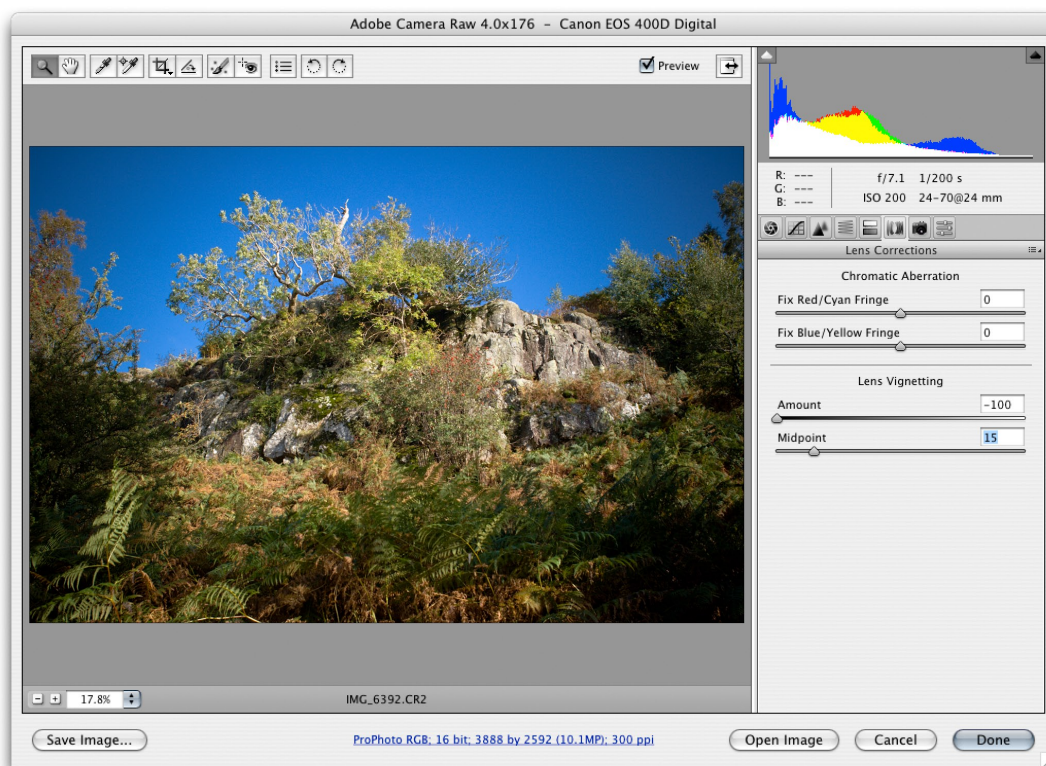 Adobe Camera Raw 4.0x176 – Canon EOS 400D Digital
Preview
R: ---
G: ---
B: ---
f/7.1 1/200 s
ISO 200 24-70@24 mm
Lens Corrections
Chromatic Aberration
Fix Red/Cyan Fringe 0
Fix Blue/Yellow Fringe 0
Lens Vignetting
Amount -100
Midpoint 15
17.8%
IMG_6392.CR2
Save Image...
ProPhoto RGB; 16 bit; 3888 by 2592 (10.1MP); 300 ppi
Open Image
Cancel
Done